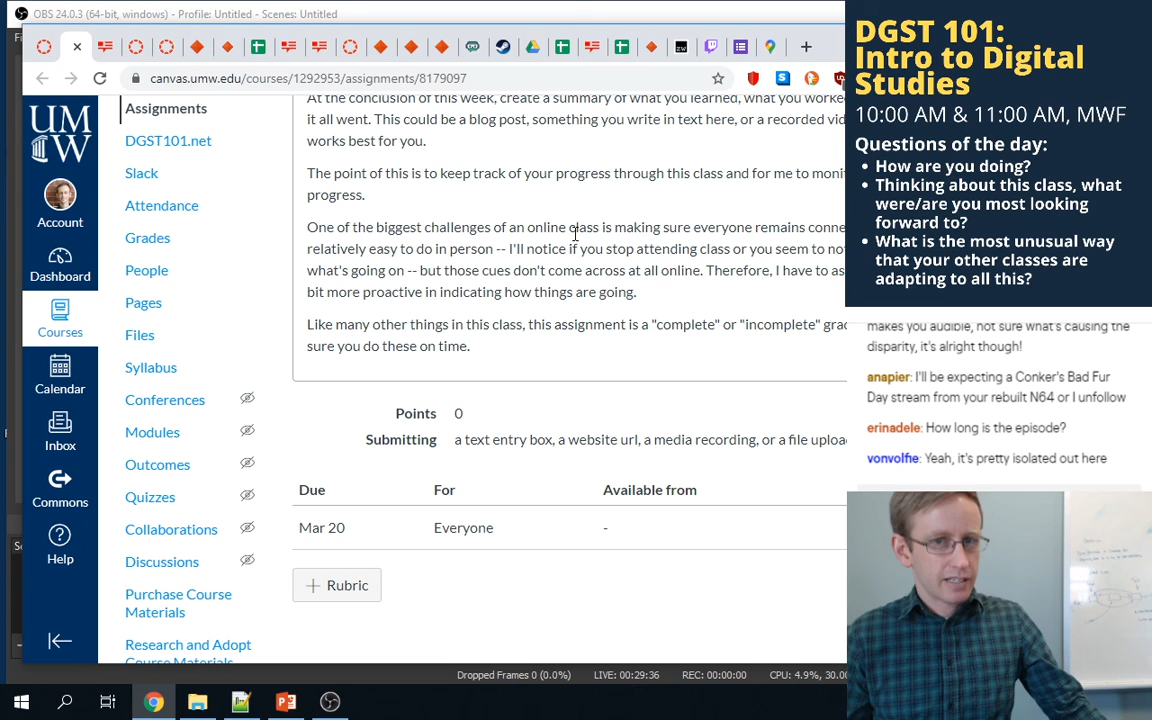 OBS 24.0.3 (64-bit, windows) - Profile: Untitled - Scenes: Untitled
canvas.umw.edu/courses/1292953/assignments/8179097
UMW
Account
Dashboard
Courses
Calendar
Inbox
Commons
Help
Assignments
DGST101.net
Slack
Attendance
Grades
People
Pages
Files
Syllabus
Conferences
Modules
Outcomes
Quizzes
Collaborations
Discussions
Purchase Course
Materials
Research and Adopt
Course Materials
At the conclusion of this week, create a summary of what you learned, what you worke
it all went. This could be a blog post, something you write in text here, or a recorded vid
works best for you.
The point of this is to keep track of your progress through this class and for me to moni
progress.
One of the biggest challenges of an online class is making sure everyone remains conne
relatively easy to do in person -- I'll notice if you stop attending class or you seem to not
what's going on -- but those cues don't come across at all online. Therefore, I have to as
bit more proactive in indicating how things are going.
Like many other things in this class, this assignment is a "complete" or "incomplete" grad
sure you do these on time.
Points 0
Submitting a text entry box, a website url, a media recording, or a file uploa
Due For Available from
Mar 20 Everyone -
Rubric
Dropped Frames 0 (0.0%) LIVE: 00:29:36 REC: 00:00:00 CPU: 4.9%, 30.00
DGST 101:
Intro to Digital
Studies
10:00 AM & 11:00 AM, MWF
Questions of the day:
• How are you doing?
• Thinking about this class, what
were/are you most looking
forward to?
• What is the most unusual way
that your other classes are
adapting to all this?
makes you audible, not sure what's causing the
disparity, it's alright though!
anapier: I'll be expecting a Conker's Bad Fur
Day stream from your rebuilt N64 or I unfollow
erinadele: How long is the episode?
vonvolfie: Yeah, it's pretty isolated out here